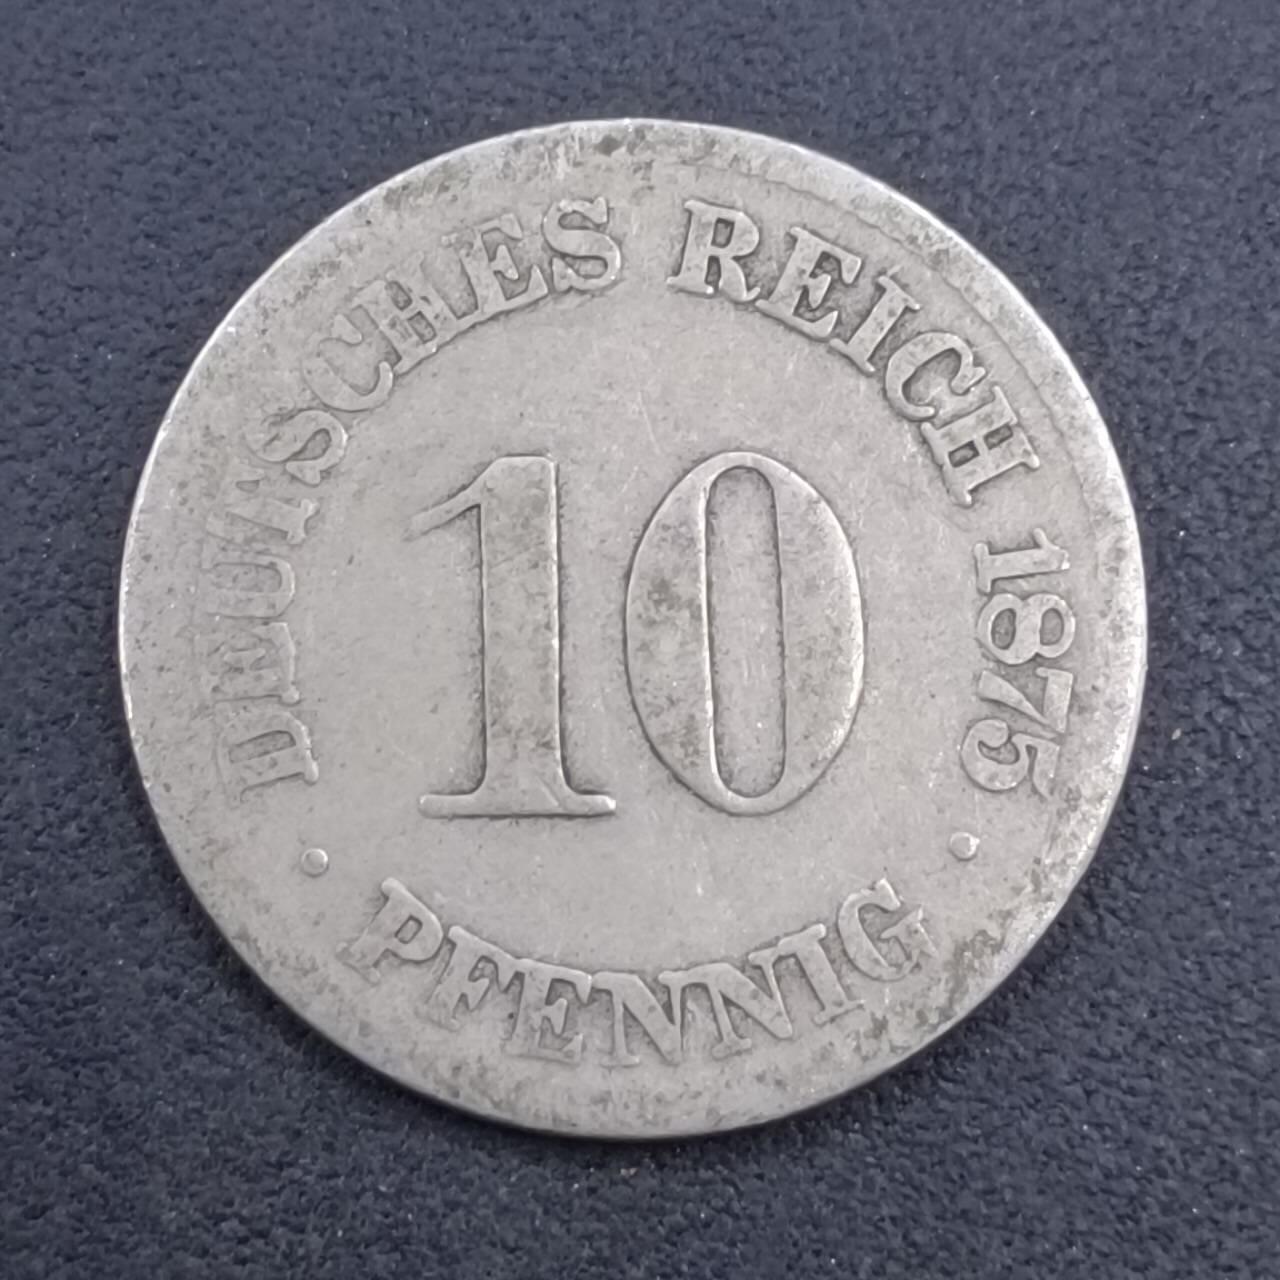 DEUTSCHES REICH 1875
10
• PFENNIG •